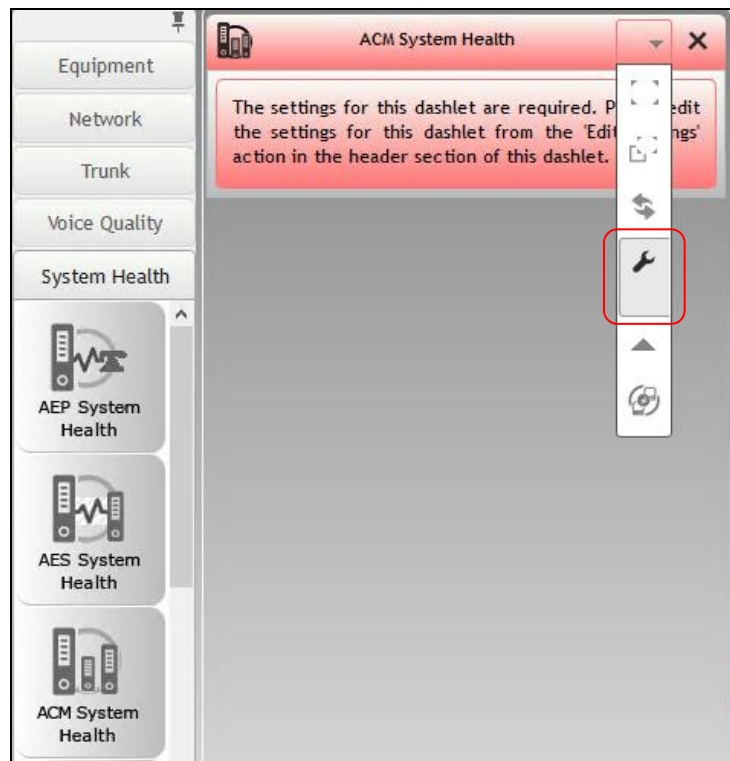 Equipment
Network
Trunk
Voice Quality
System Health
AEP System
Health
AES System
Health
ACM System
Health
ACM System Health
The settings for this dashlet are required. P edit
the settings for this dashlet from the 'Edi ngs'
action in the header section of this dashlet.